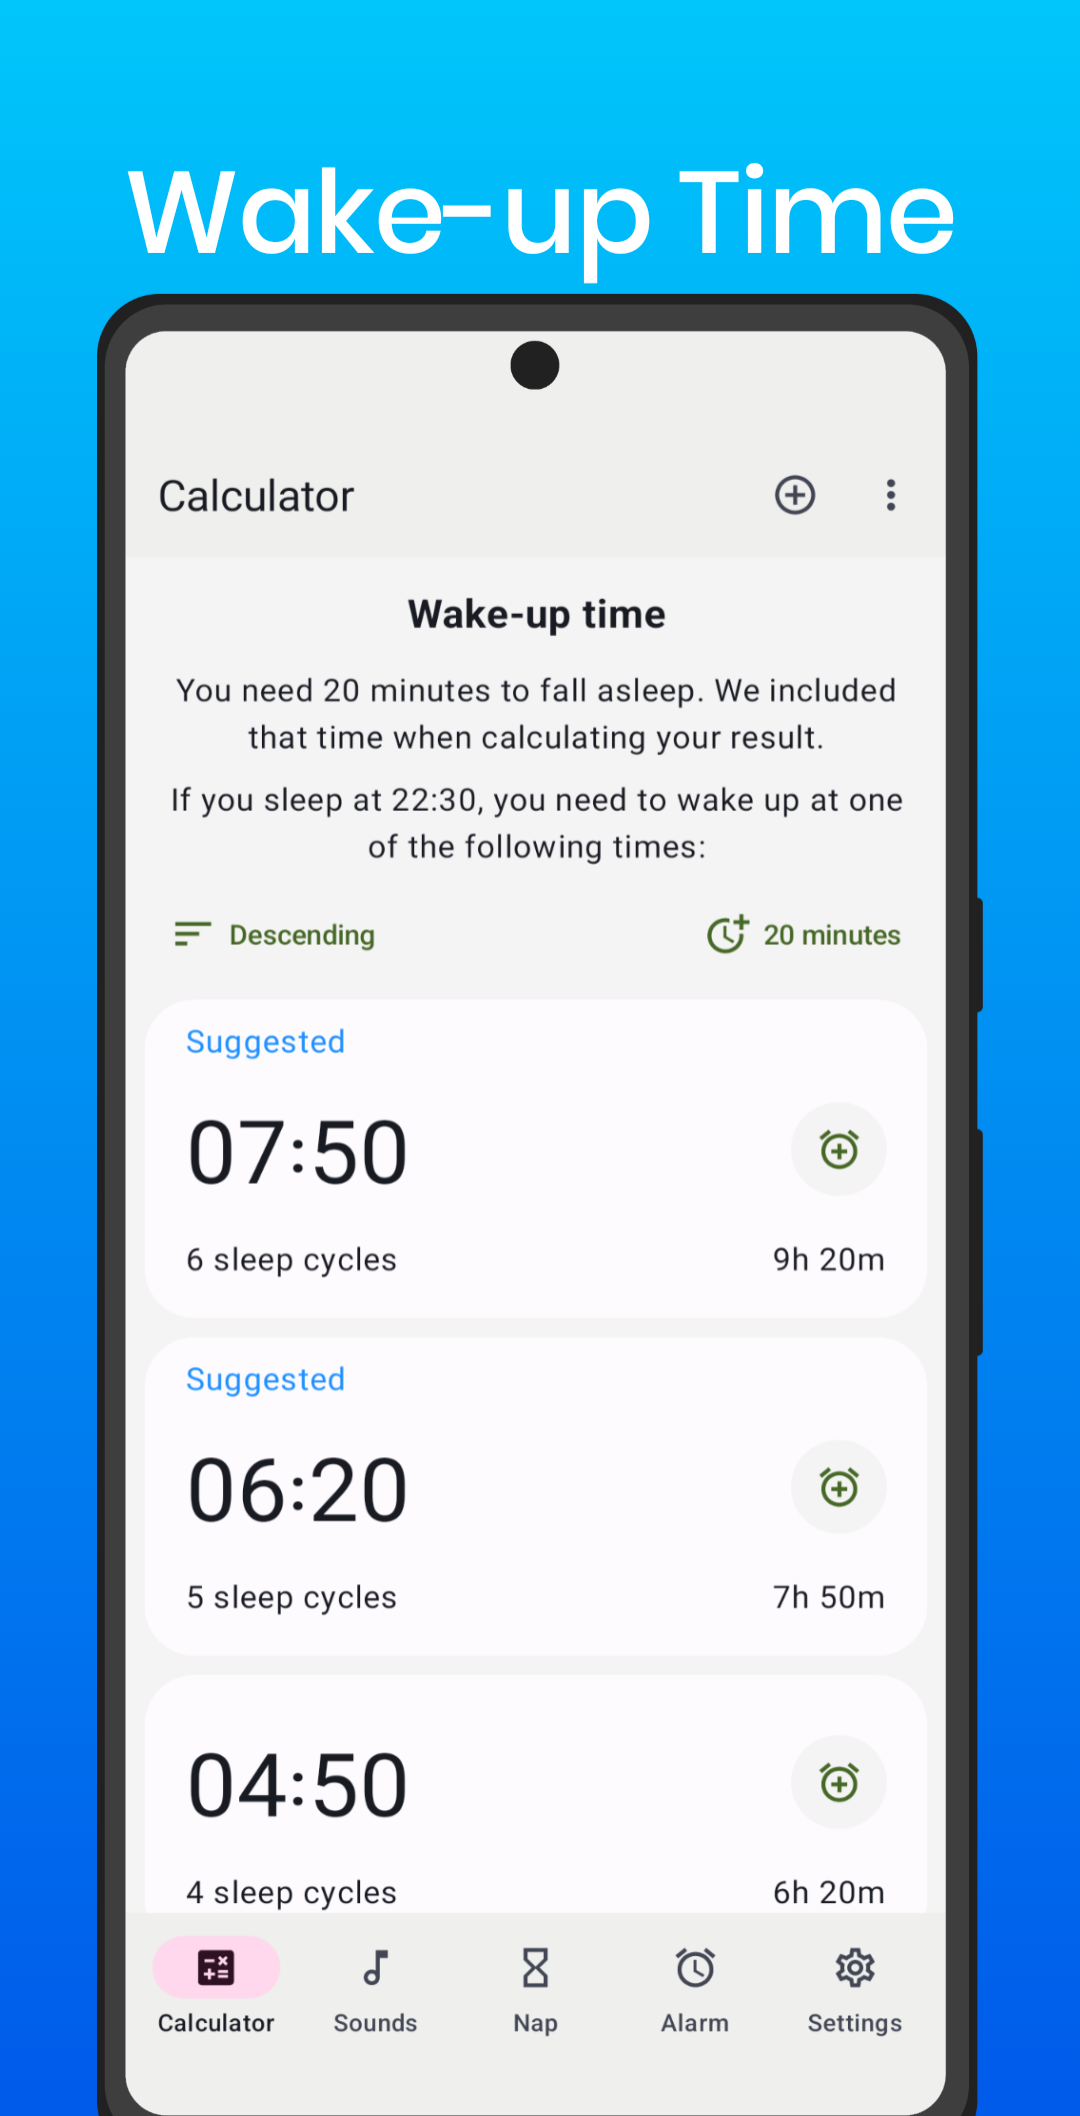 Wake-up Time
Calculator
Wake-up time
You need 20 minutes to fall asleep. We included
that time when calculating your result.
If you sleep at 22:30, you need to wake up at one
of the following times:
Descending
20 minutes
Suggested
07:50
6 sleep cycles
9h 20m
Suggested
06:20
5 sleep cycles
7h 50m
04:50
4 sleep cycles
6h 20m
Calculator
Sounds
Nap
Alarm
Settings